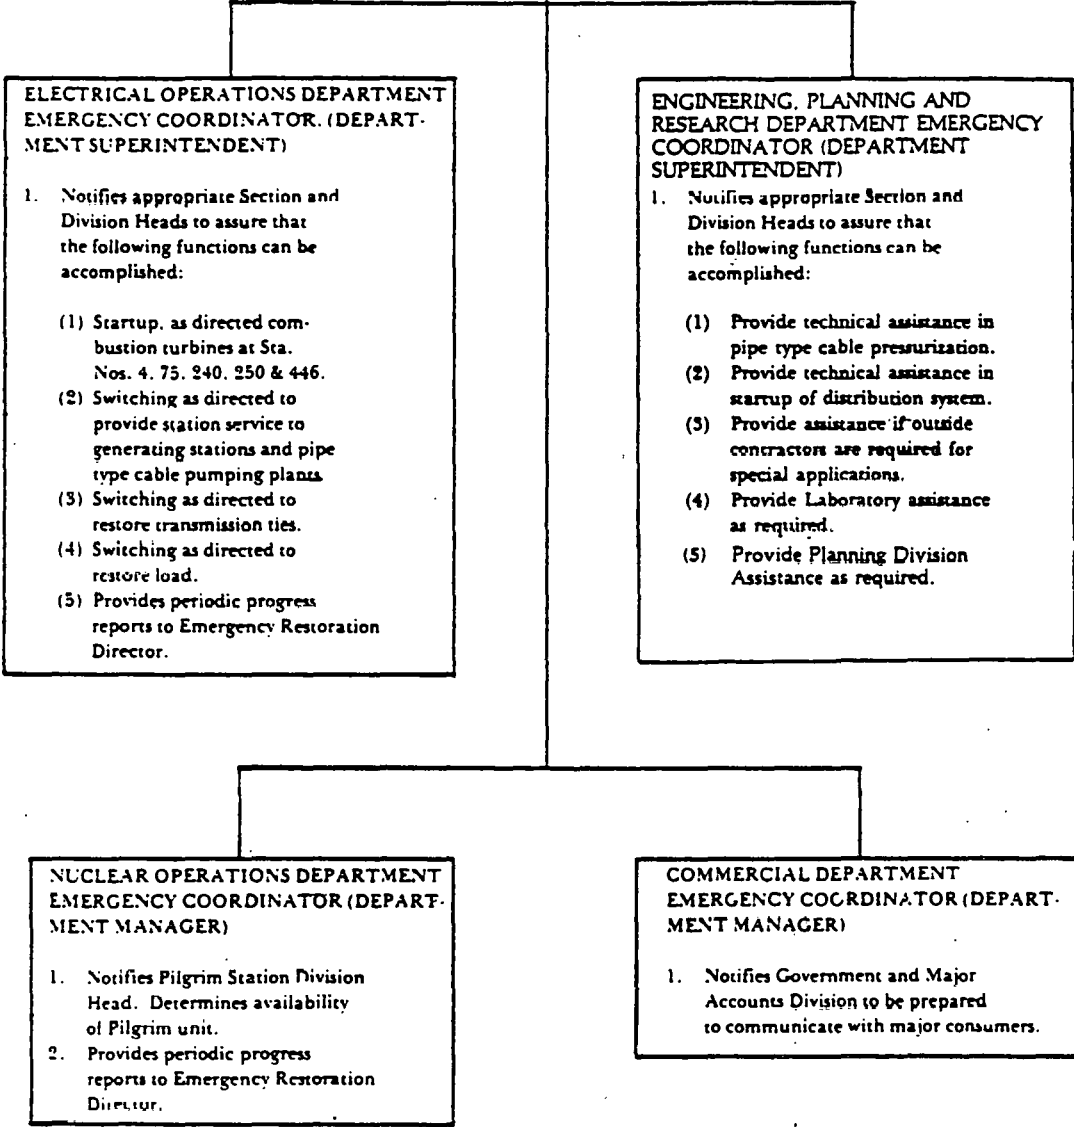 ELECTRICAL OPERATIONS DEPARTMENT
EMERGENCY COORDINATOR. (DEPART-
MENT SUPERINTENDENT)
1. Notifies appropriate Section and
Division Heads to assure that
the following functions can be
accomplished:
(1) Startup, as directed com-
bustion turbines at Sta.
Nos. 4, 75, 240, 250 & 446.
(2) Switching as directed to
provide station service to
generating stations and pipe
type cable pumping plants
(3) Switching as directed to
restore transmission ties.
(4) Switching as directed to
restore load.
(5) Provides periodic progress
reports to Emergency Restoration
Director.
ENGINEERING, PLANNING AND
RESEARCH DEPARTMENT EMERGENCY
COORDINATOR (DEPARTMENT
SUPERINTENDENT)
1. Notifies appropriate Section and
Division Heads to assure that
the following functions can be
accomplished:
(1) Provide technical assistance in
pipe type cable pressurization.
(2) Provide technical assistance in
startup of distribution system.
(3) Provide assistance if outside
contractors are required for
special applications.
(4) Provide Laboratory assistance
as required.
(5) Provide Planning Division
Assistance as required.
NUCLEAR OPERATIONS DEPARTMENT
EMERGENCY COORDINATOR (DEPART-
MENT MANAGER)
1. Notifies Pilgrim Station Division
Head. Determines availability
of Pilgrim unit.
2. Provides periodic progress
reports to Emergency Restoration
Director.
COMMERCIAL DEPARTMENT
EMERGENCY COORDINATOR (DEPART-
MENT MANAGER)
1. Notifies Government and Major
Accounts Division to be prepared
to communicate with major consumers.